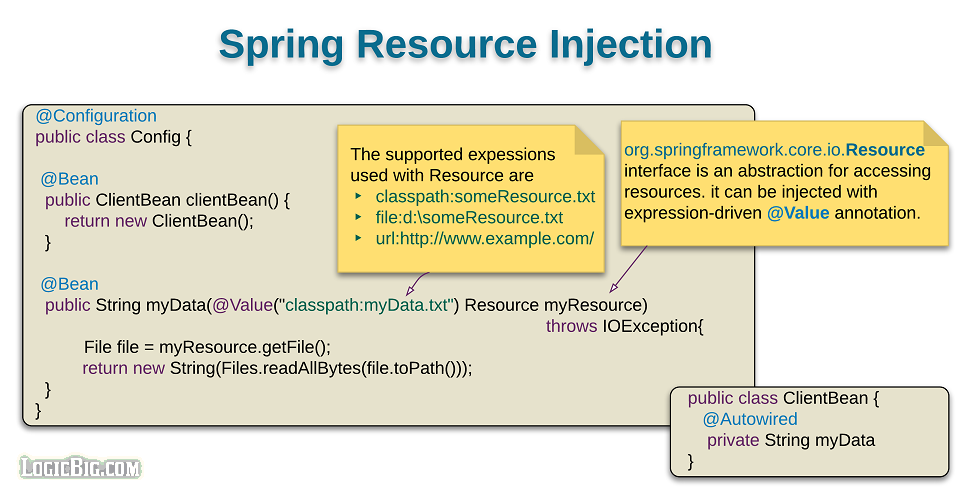 Spring Resource Injection
@Configuration
public class Config {
@Bean
public ClientBean clientBean() {
return new ClientBean();
}
@Bean
public String myData(@Value("classpath:myData.txt") Resource myResource)
throws IOException{
File file = myResource.getFile();
return new String(Files.readAllBytes(file.toPath()));
}
}
The supported expessions
used with Resource are
classpath:someResource.txt
file:d:\someResource.txt
url:http://www.example.com/
org.springframework.core.io.Resource
interface is an abstraction for accessing
resources. it can be injected with
expression-driven @Value annotation.
public class ClientBean {
@Autowired
private String myData
}
LogicBig.com